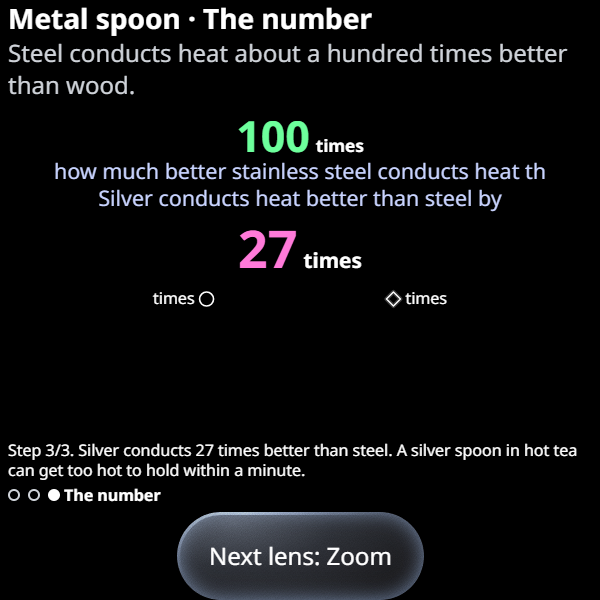 Metal spoon · The number
Steel conducts heat about a hundred times better
than wood.
100 times
how much better stainless steel conducts heat th
Silver conducts heat better than steel by
27 times
times
times
Step 3/3. Silver conducts 27 times better than steel. A silver spoon in hot tea
can get too hot to hold within a minute.
The number
Next lens: Zoom